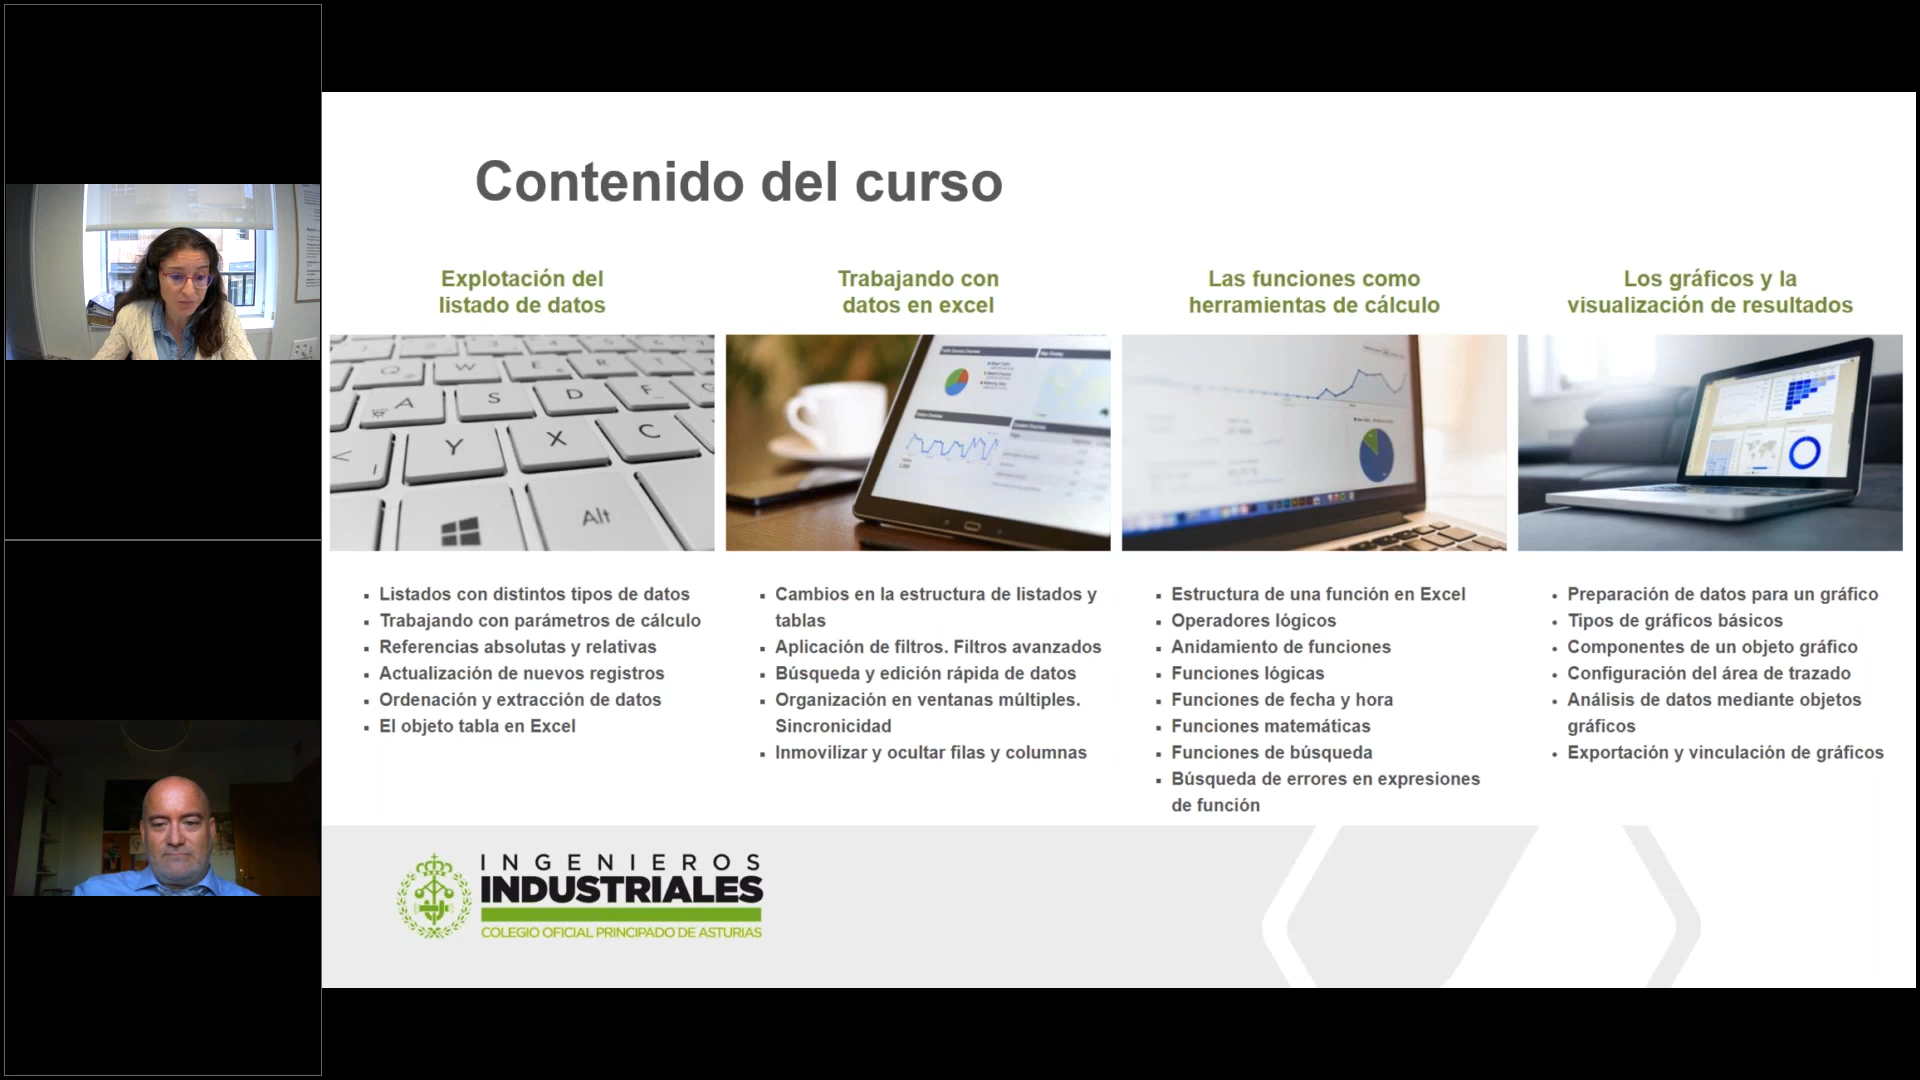 Contenido del curso
Explotación del
listado de datos
Trabajando con
datos en excel
Las funciones como
herramientas de cálculo
Los gráficos y la
visualización de resultados
Q W E R
A S D F
< Y X C
Alt
▪ Listados con distintos tipos de datos
▪ Trabajando con parámetros de cálculo
▪ Referencias absolutas y relativas
▪ Actualización de nuevos registros
▪ Ordenación y extracción de datos
▪ El objeto tabla en Excel
▪ Cambios en la estructura de listados y
tablas
▪ Aplicación de filtros. Filtros avanzados
▪ Búsqueda y edición rápida de datos
▪ Organización en ventanas múltiples.
Sincronicidad
▪ Inmovilizar y ocultar filas y columnas
▪ Estructura de una función en Excel
▪ Operadores lógicos
▪ Anidamiento de funciones
▪ Funciones lógicas
▪ Funciones de fecha y hora
▪ Funciones matemáticas
▪ Funciones de búsqueda
▪ Búsqueda de errores en expresiones
de función
• Preparación de datos para un gráfico
• Tipos de gráficos básicos
• Componentes de un objeto gráfico
• Configuración del área de trazado
• Análisis de datos mediante objetos
gráficos
• Exportación y vinculación de gráficos
INGENIEROS
INDUSTRIALES
COLEGIO OFICIAL PRINCIPADO DE ASTURIAS